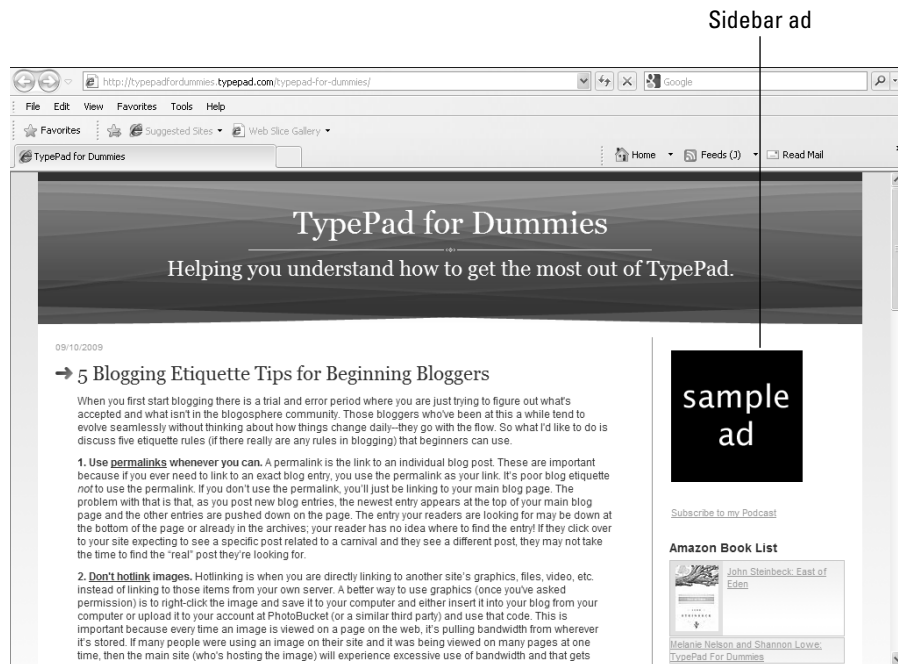 Sidebar ad
http://typepadfordummies.typepad.com/typepad-for-dummies/
Google
File Edit View Favorites Tools Help
Favorites Suggested Sites Web Slice Gallery
TypePad for Dummies
Home Feeds (J) Read Mail
TypePad for Dummies
Helping you understand how to get the most out of TypePad.
09/10/2009
5 Blogging Etiquette Tips for Beginning Bloggers
When you first start blogging there is a trial and error period where you are just trying to figure out what's
accepted and what isn't in the blogosphere community. Those bloggers who've been at this a while tend to
evolve seamlessly without thinking about how things change daily--they go with the flow. So what I'd like to do is
discuss five etiquette rules (if there really are any rules in blogging) that beginners can use.
1. Use permalinks whenever you can. A permalink is the link to an individual blog post. These are important
because if you ever need to link to an exact blog entry, you use the permalink as your link. It's poor blog etiquette
not to use the permalink. If you don't use the permalink, you'll just be linking to your main blog page. The
problem with that is that, as you post new blog entries, the newest entry appears at the top of your main blog
page and the other entries are pushed down on the page. The entry your readers are looking for may be down at
the bottom of the page or already in the archives; your reader has no idea where to find the entry! If they click over
to your site expecting to see a specific post related to a carnival and they see a different post, they may not take
the time to find the "real" post they're looking for.
2. Don't hotlink images. Hotlinking is when you are directly linking to another site's graphics, files, video, etc.
instead of linking to those items from your own server. A better way to use graphics (once you've asked
permission) is to right-click the image and save it to your computer and either insert it into your blog from your
computer or upload it to your account at PhotoBucket (or a similar third party) and use that code. This is
important because every time an image is viewed on a page on the web, it's pulling bandwidth from wherever
it's stored. If many people were using an image on their site and it was being viewed on many pages at one
time, then the main site (who's hosting the image) will experience excessive use of bandwidth and that gets
sample
ad
Subscribe to my Podcast
Amazon Book List
John Steinbeck: East of
Eden
Melanie Nelson and Shannon Lowe:
TypePad For Dummies